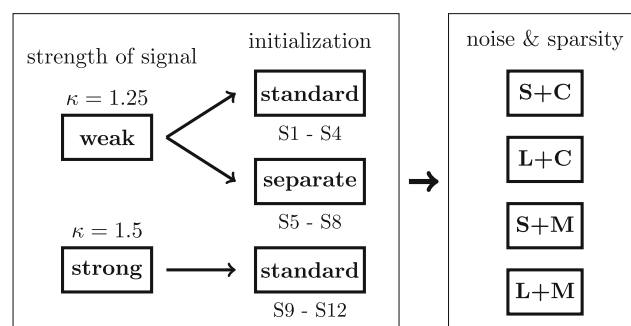 strength of signal
κ = 1.25
weak
κ = 1.5
strong
initialization
standard
S1 - S4
separate
S5 - S8
standard
S9 - S12
noise & sparsity
S+C
L+C
S+M
L+M